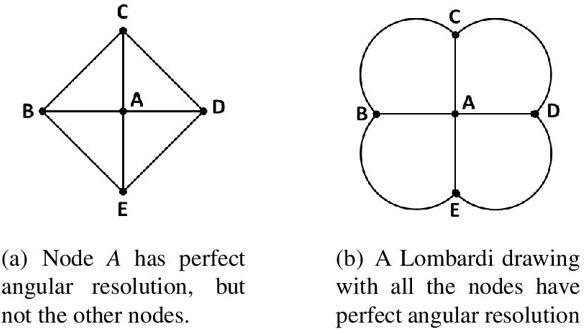 C
C
B
A
D
B
A
D
E
E
(a) Node A has perfect
angular resolution, but
not the other nodes.
(b) A Lombardi drawing
with all the nodes have
perfect angular resolution